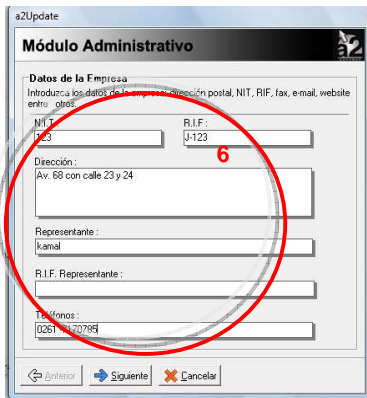 a2Update
Módulo Administrativo
a2
Datos de la Empresa
Introduzca los datos de la empresa: dirección postal, NIT, RIF, fax, e-mail, website
entre otros.
N.I.T. :
R.I.F :
123
J-123
6
Dirección :
Av. 68 con calle 23 y 24
Representante :
kamal
R.I.F. Representante :
Teléfonos :
0261
Anterior
Siguiente
Cancelar